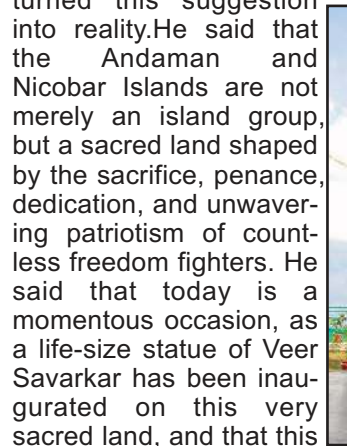 turned this suggestion
into reality.He said that
the Andaman and
Nicobar Islands are not
merely an island group,
but a sacred land shaped
by the sacrifice, penance,
dedication, and unwaver-
ing patriotism of count-
less freedom fighters. He
said that today is a
momentous occasion, as
a life-size statue of Veer
Savarkar has been inau-
gurated on this very
sacred land, and that this